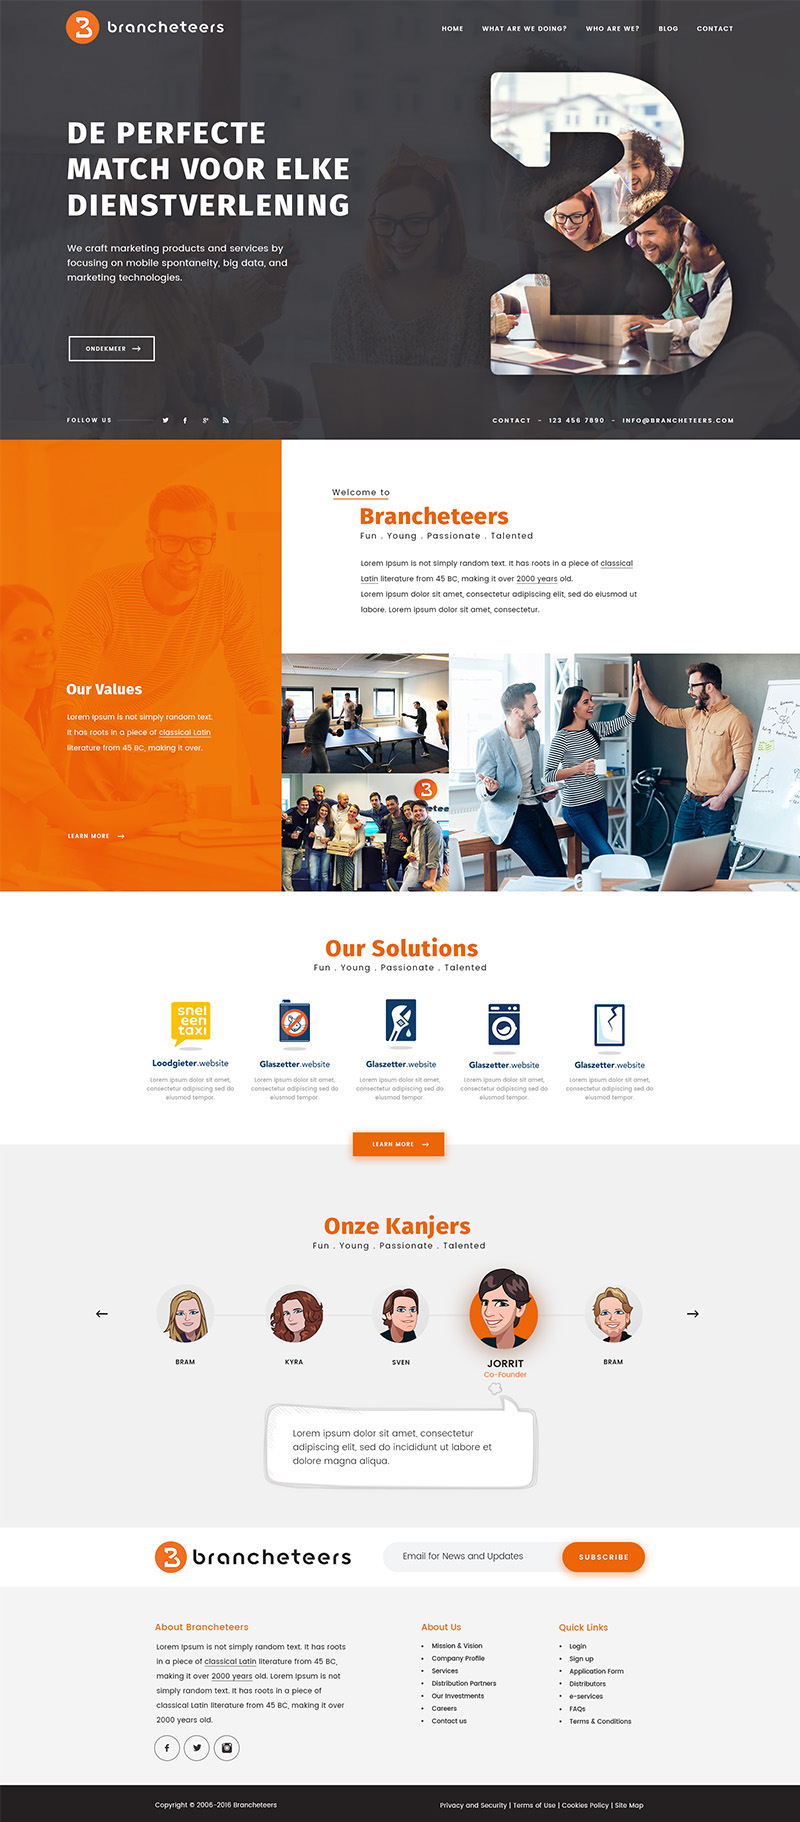 brancheteers
HOME WHAT ARE WE DOING? WHO ARE WE? BLOG CONTACT
DE PERFECTE
MATCH VOOR ELKE
DIENSTVERLENING
We craft marketing products and services by
focusing on mobile spontaneity, big data, and
marketing technologies.
ONDEKMEER
FOLLOW US
CONTACT - 123 456 7890 - INFO@BRANCHETEERS.COM
Welcome to
Brancheteers
Fun . Young . Passionate . Talented
Lorem Ipsum is not simply random text. It has roots in a piece of classical
Latin literature from 45 BC, making it over 2000 years old.
Lorem ipsum dolor sit amet, consectetur adipiscing elit, sed do eiusmod ut
labore. Lorem ipsum dolor sit amet, consectetur.
Our Values
Lorem Ipsum is not simply random text.
It has roots in a piece of classical Latin
literature from 45 BC, making it over.
LEARN MORE
Our Solutions
Fun . Young . Passionate . Talented
snel
een
taxi
Loodgieter.website
Lorem ipsum dolor sit amet,
consectetur adipiscing sed do
eiusmod tempor.
Glaszetter.website
Lorem ipsum dolor sit amet,
consectetur adipiscing sed do
eiusmod tempor.
Glaszetter.website
Lorem ipsum dolor sit amet,
consectetur adipiscing sed do
eiusmod tempor.
Glaszetter.website
Lorem ipsum dolor sit amet,
consectetur adipiscing sed do
eiusmod tempor.
Glaszetter.website
Lorem ipsum dolor sit amet,
consectetur adipiscing sed do
eiusmod tempor.
LEARN MORE
Onze Kanjers
Fun . Young . Passionate . Talented
BRAM
KYRA
SVEN
JORRIT
Co-Founder
BRAM
Lorem ipsum dolor sit amet, consectetur
adipiscing elit, sed do incididunt ut labore et
dolore magna aliqua.
brancheteers
Email for News and Updates
SUBSCRIBE
About Brancheteers
Lorem Ipsum is not simply random text. It has roots
in a piece of classical Latin literature from 45 BC,
making it over 2000 years old. Lorem Ipsum is not
simply random text. It has roots in a piece of
classical Latin literature from 45 BC, making it over
2000 years old.
About Us
• Mission & Vision
• Company Profile
• Services
• Distribution Partners
• Our Investments
• Careers
• Contact us
Quick Links
• Login
• Sign up
• Application Form
• Distributors
• e-services
• FAQs
• Terms & Conditions
Copyright © 2006-2016 Brancheteers
Privacy and Security | Terms of Use | Cookies Policy | Site Map